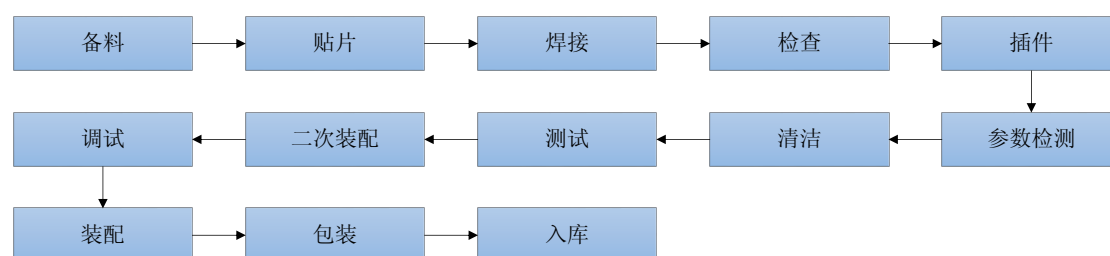 备料 贴片 焊接 检查 插件
调试 二次装配 测试 清洁 参数检测
装配 包装 入库